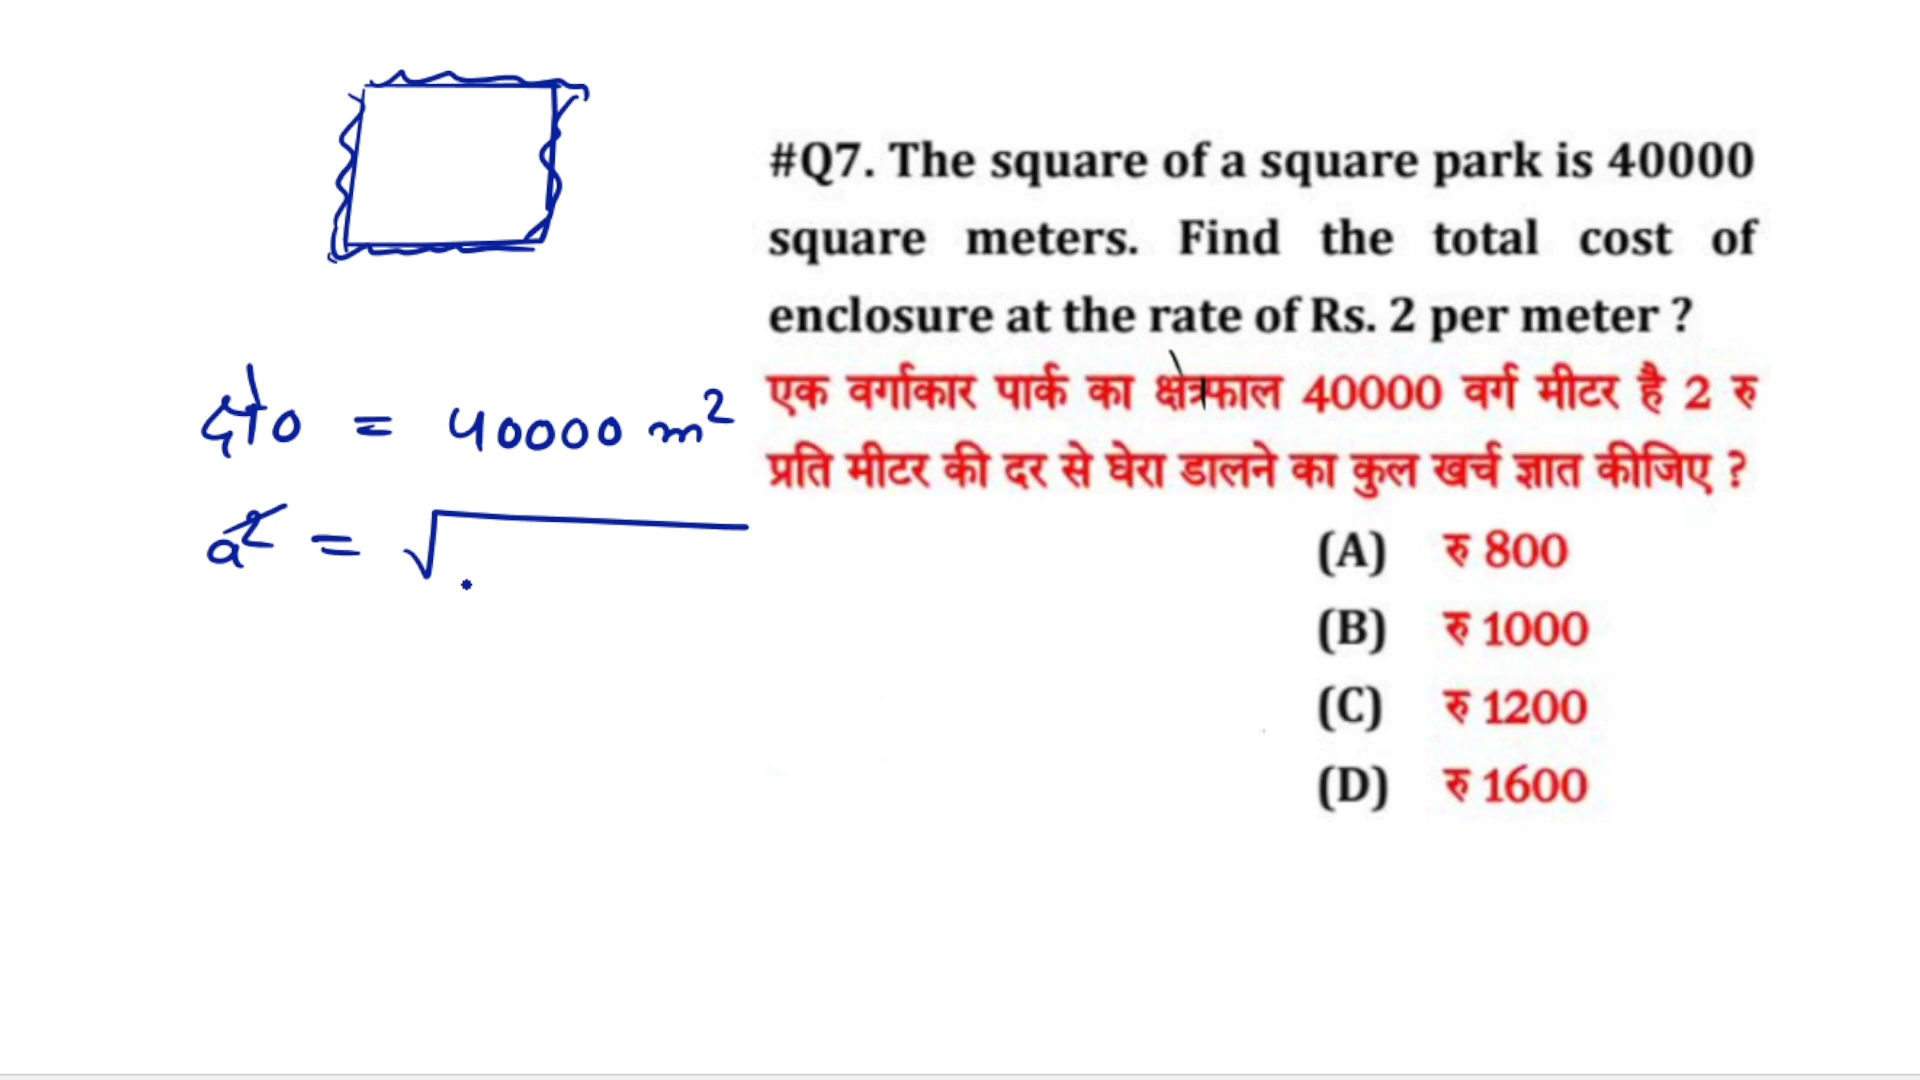 #Q7. The square of a square park is 40000
square meters. Find the total cost of
enclosure at the rate of Rs. 2 per meter ?
एक वर्गाकार पार्क का क्षेत्रफाल 40000 वर्ग मीटर है 2 रु
प्रति मीटर की दर से घेरा डालने का कुल खर्च ज्ञात कीजिए ?
(A) रु 800
(B) रु 1000
(C) रु 1200
(D) रु 1600
= 40000 m²
a² = √